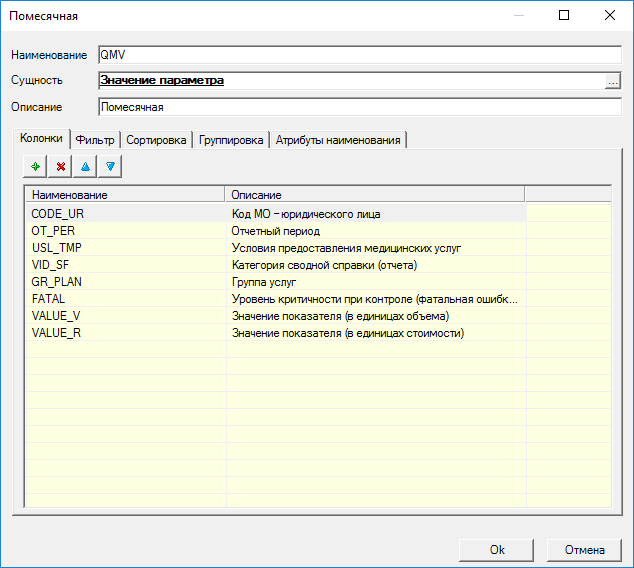 Помесячная
Наименование QMV
Сущность Значение параметра ...
Описание Помесячная
Колонки Фильтр Сортировка Группировка Атрибуты наименования
Наименование Описание
CODE_UR Код МО – юридического лица
OT_PER Отчетный период
USL_TMP Условия предоставления медицинских услуг
VID_SF Категория сводной справки (отчета)
GR_PLAN Группа услуг
FATAL Уровень критичности при контроле (фатальная ошибк...
VALUE_V Значение показателя (в единицах объема)
VALUE_R Значение показателя (в единицах стоимости)
Ok Отмена